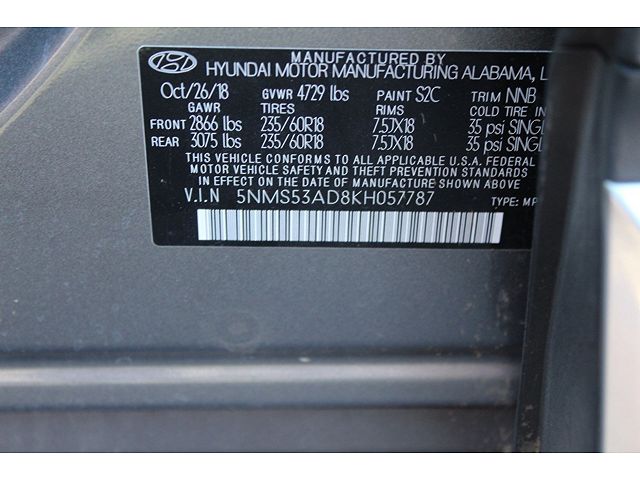 MANUFACTURED BY
HYUNDAI MOTOR MANUFACTURING ALABAMA, L
Oct/26/18 GVWR 4729 lbs PAINT S2C TRIM NNB
GAWR TIRES RIMS COLD TIRE IN
FRONT 2866 lbs 235/60R18 7.5JX18 35 psi SINGL
REAR 3075 lbs 235/60R18 7.5JX18 35 psi SINGL
THIS VEHICLE CONFORMS TO ALL APPLICABLE U.S.A. FEDERAL
MOTOR VEHICLE SAFETY AND THEFT PREVENTION STANDARDS IN
EFFECT ON THE DATE OF MANUFACTURE SHOWN ABOVE.
V.I.N 5NMS53AD8KH057787 TYPE: MP